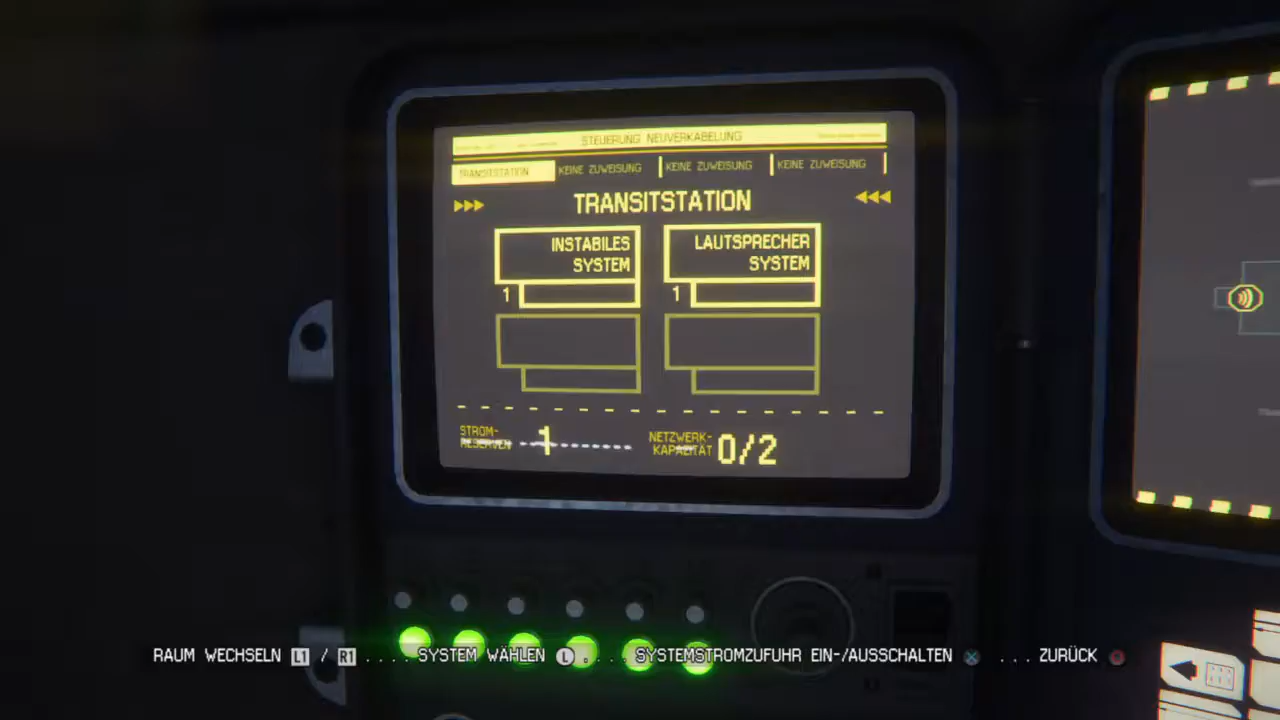 STEUERUNG NEUVERKABELUNG
TRANSITSTATION KEINE ZUWEISUNG KEINE ZUWEISUNG KEINE ZUWEISUNG
TRANSITSTATION
INSTABILES SYSTEM
1
LAUTSPRECHER SYSTEM
1
STROM-RESERVEN 1
NETZWERK-KAPAZITÄT 0/2
RAUM WECHSELN L1 / R1 .... SYSTEM WÄHLEN L .... SYSTEMSTROMZUFUHR EIN-/AUSSCHALTEN ... ZURÜCK